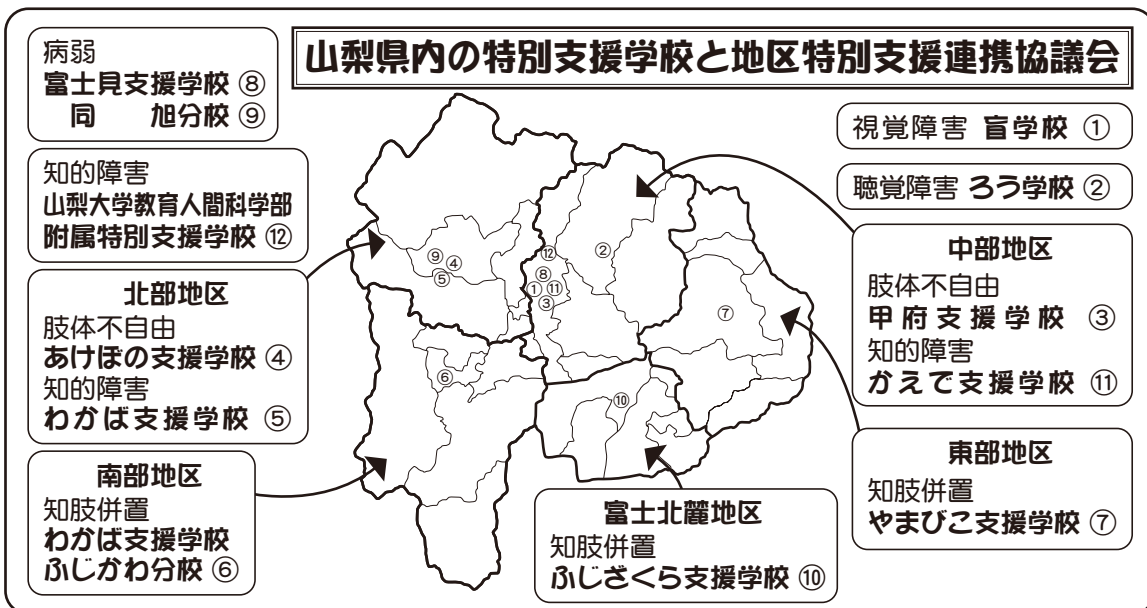 山梨県内の特別支援学校と地区特別支援連携協議会
病弱
富士見支援学校 ⑧
同 旭分校 ⑨
知的障害
山梨大学教育人間科学部
附属特別支援学校 ⑫
北部地区
肢体不自由
あけぼの支援学校 ④
知的障害
わかば支援学校 ⑤
南部地区
知肢併置
わかば支援学校
ふじかわ分校 ⑥
視覚障害 盲学校 ①
聴覚障害 ろう学校 ②
中部地区
肢体不自由
甲府支援学校 ③
知的障害
かえで支援学校 ⑪
東部地区
知肢併置
やまびこ支援学校 ⑦
富士北麓地区
知肢併置
ふじざくら支援学校 ⑩
⑨ ④
⑤
⑫ ②
⑧
① ⑪
③
⑦
⑥
⑩